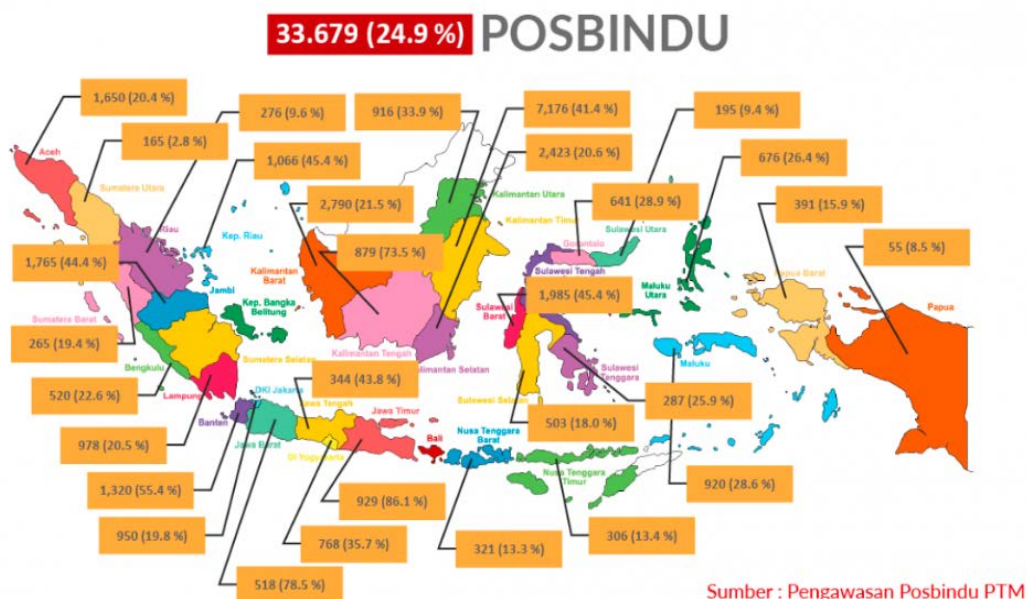 33.679 (24.9 %) POSBINDU
1,650 (20.4 %)
276 (9.6 %)
916 (33.9%)
7,176 (41.4 %)
195 (9.4 %)
165 (2.8 %)
1,066 (45.4 %)
2,423 (20.6 %)
676 (26.4 %)
Aceh
Sumatera Utara
2,790 (21.5 %)
Kalimantan Utara
641 (28.9 %)
391 (15.9 %)
Riau
Kep. Riau
Kalimantan Timur
Sulawesi Utara
Gorontalo
55 (8.5 %)
1,765 (44.4 %)
879 (73.5 %)
Kalimantan
Barat
Sulawesi Tengah
Papua Barat
Jambi
Kep. Bangka
Belitung
1,985 (45.4 %)
Sulawesi
Barat
Maluku
Utara
Papua
Sumatera Barat
265 (19.4 %)
Bengkulu
Sumatera Selatan
Kalimantan Tengah
limantan Selatan
Sulawesi
Tenggara
Maluku
520 (22.6 %)
Lampung
DKI Jakarta
344 (43.8 %)
Jawa Tengah
Jawa Timur
Sulawesi Selatan
287 (25.9 %)
978 (20.5 %)
Banten
Jawa Barat
DI Yogyakarta
Bali
Nusa Tenggara
Barat
503 (18.0 %)
Nusa Tenggara
Timur
1,320 (55.4 %)
929 (86.1 %)
920 (28.6 %)
950 (19.8 %)
768 (35.7 %)
321 (13.3 %)
306 (13.4 %)
518 (78.5 %)
Sumber : Pengawasan Posbindu PTM